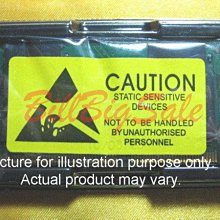 CAUTION
STATIC SENSITIVE
DEVICES
NOT TO BE HANDLED
BY UNAUTHORISED
PERSONNEL
BuyBigSale
cture for illustration purpose only.
Actual product may vary.